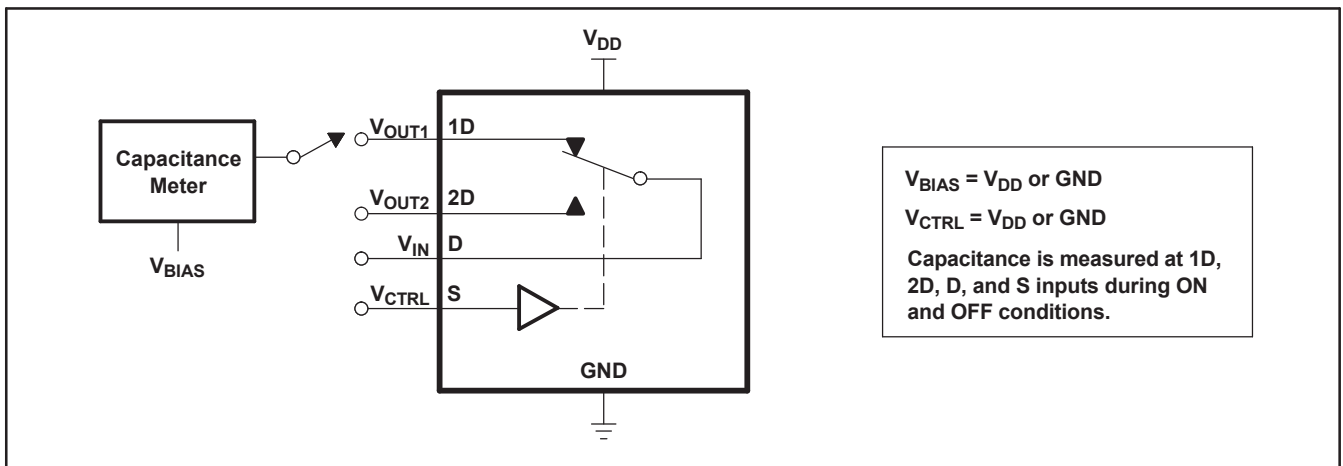 V_DD
Capacitance
Meter
V_BIAS
V_OUT1 1D
V_OUT2 2D
V_IN D
V_CTRL S
GND
V_BIAS = V_DD or GND
V_CTRL = V_DD or GND
Capacitance is measured at 1D,
2D, D, and S inputs during ON
and OFF conditions.